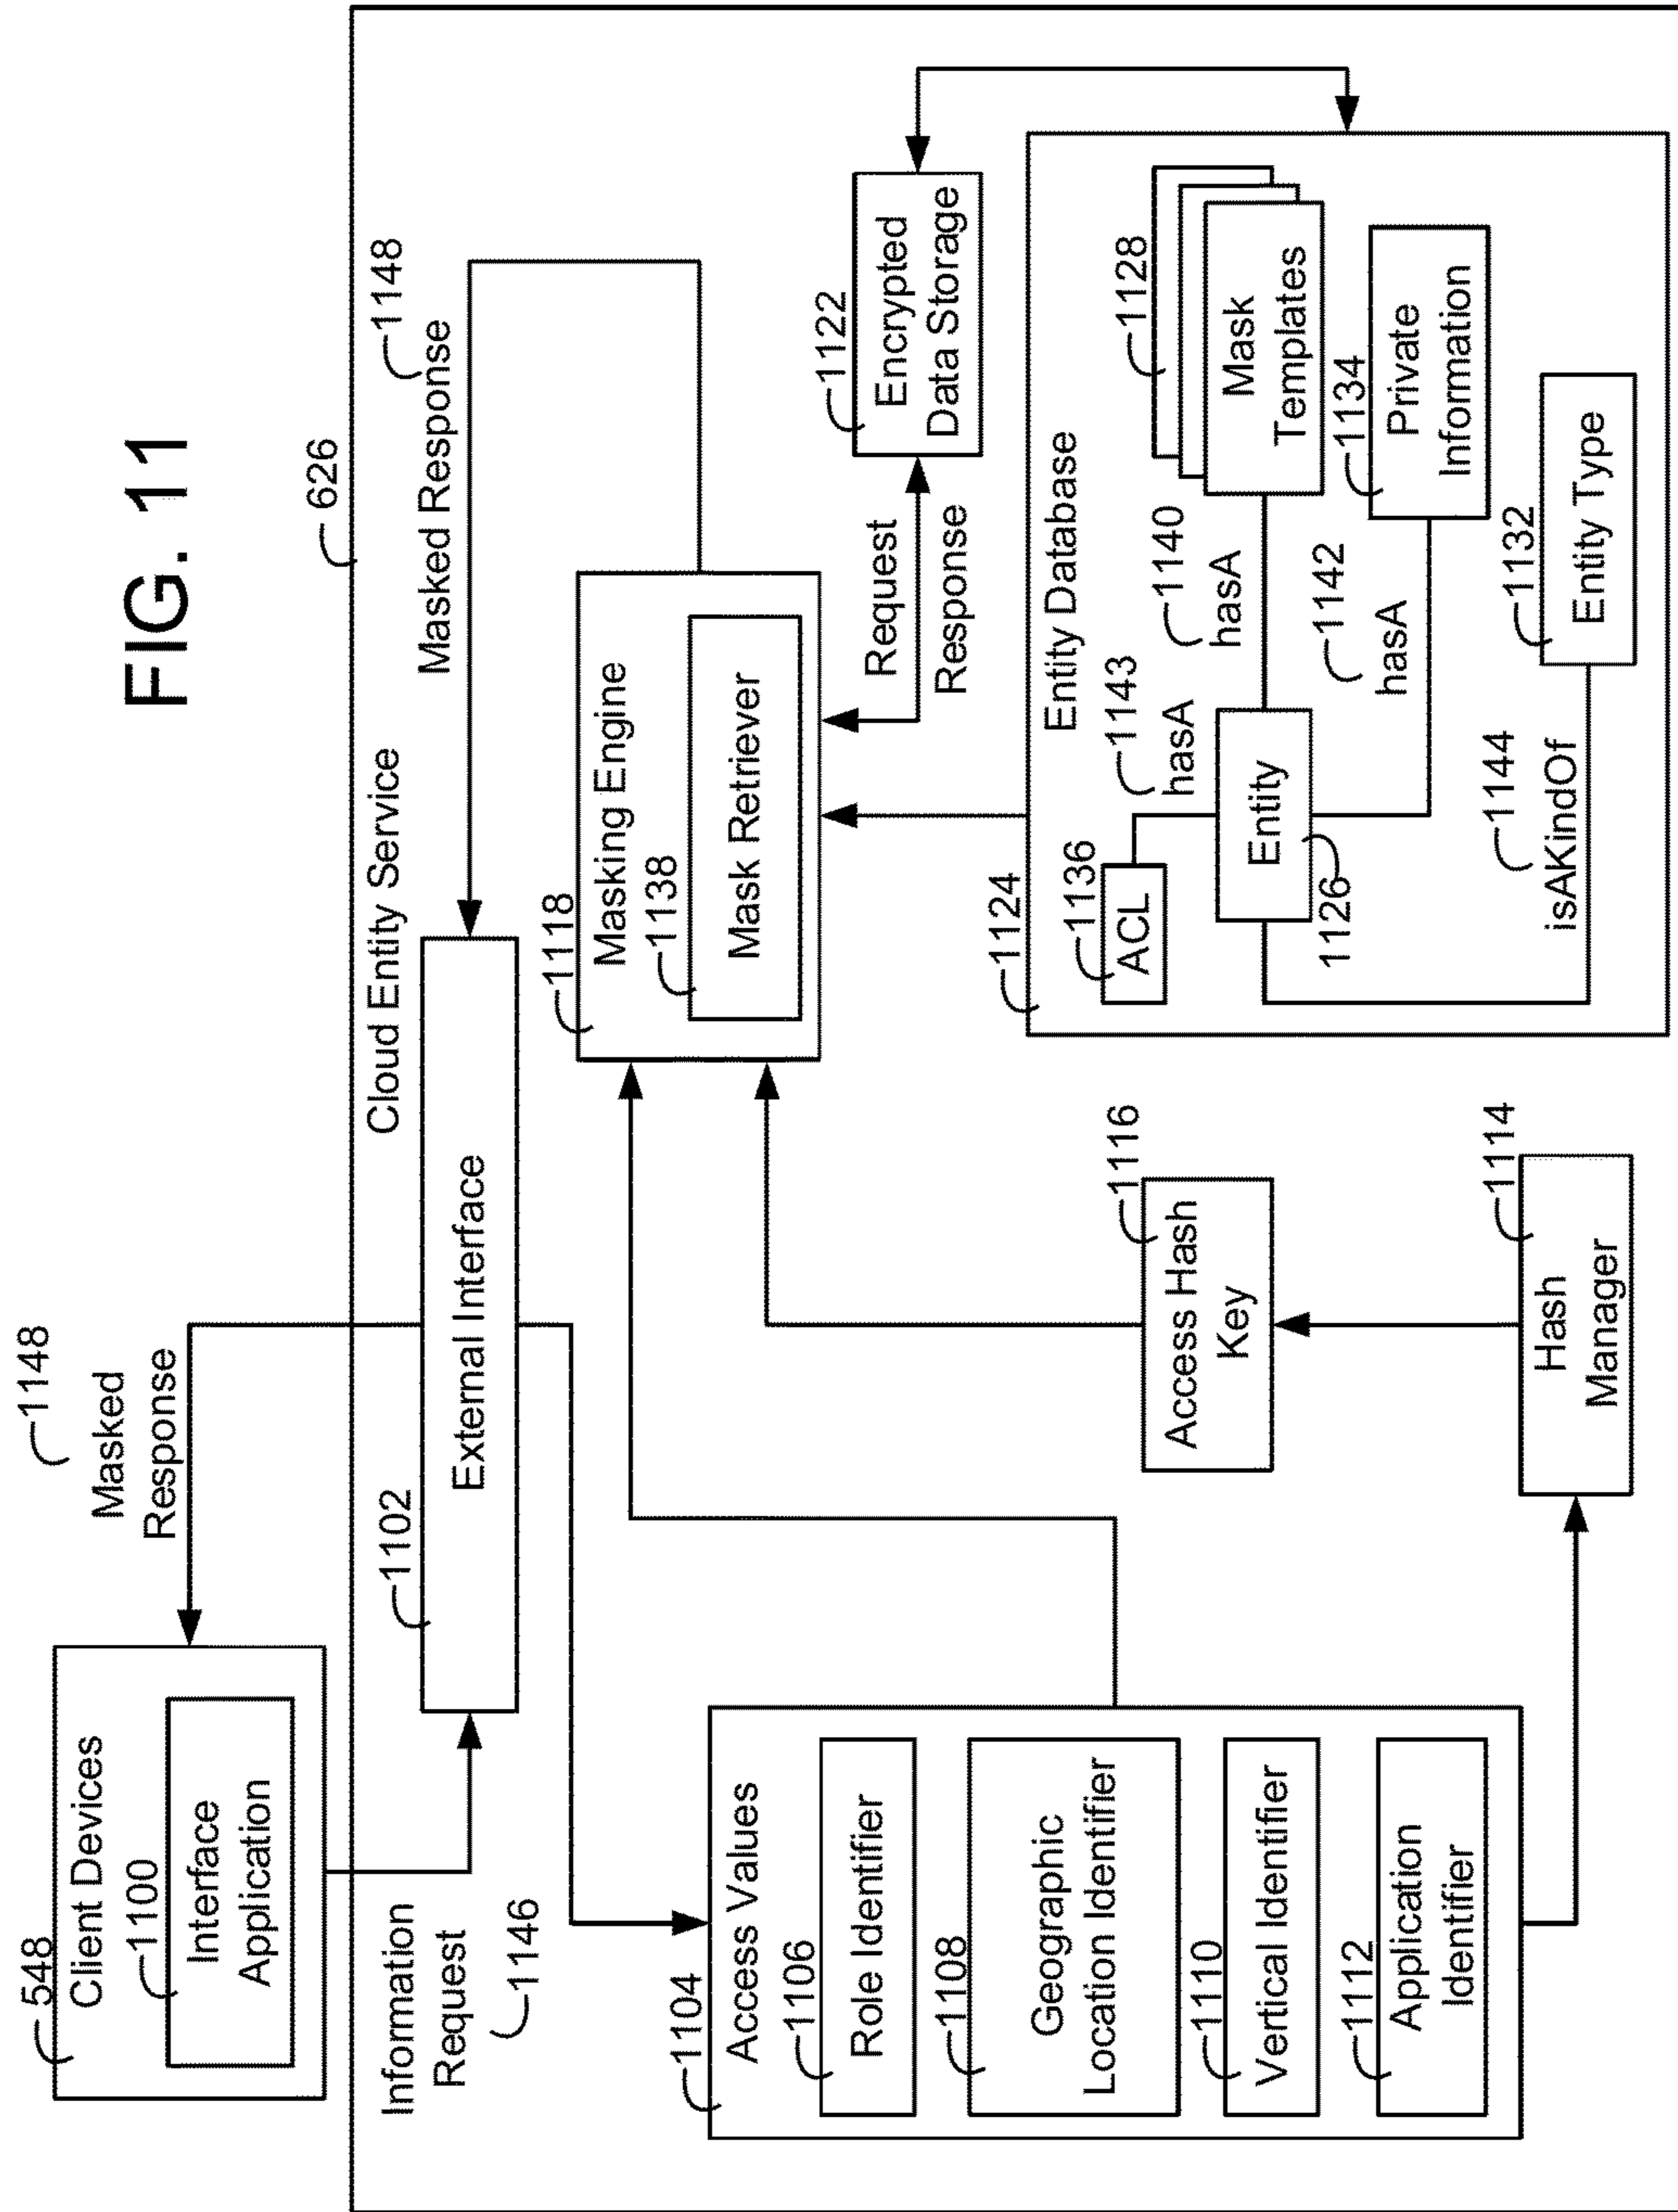 FIG. 11
548
Client Devices
1100
Interface
Application
1148
Masked
Response
Information
Request
1146
626
Cloud Entity Service
1102
External Interface
Masked Response
1148
1104
Access Values
1106
Role Identifier
1108
Geographic
Location Identifier
1110
Vertical Identifier
1112
Application
Identifier
1118
Masking Engine
1138
Mask Retriever
Request
Response
1122
Encrypted
Data Storage
1116
Access Hash
Key
1114
Hash
Manager
1124
Entity Database
1136
ACL
1143
hasA
Entity
1126
1140
hasA
1128
Mask
Templates
1142
hasA
1134
Private
Information
1144
isAKindOf
1132
Entity Type